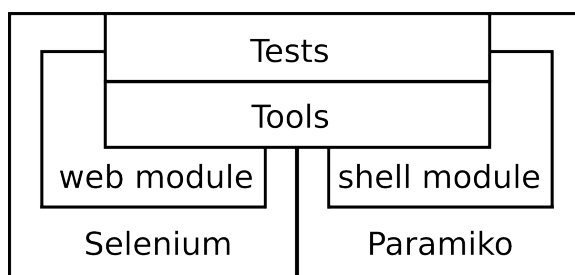 Tests
Tools
web module
shell module
Selenium
Paramiko